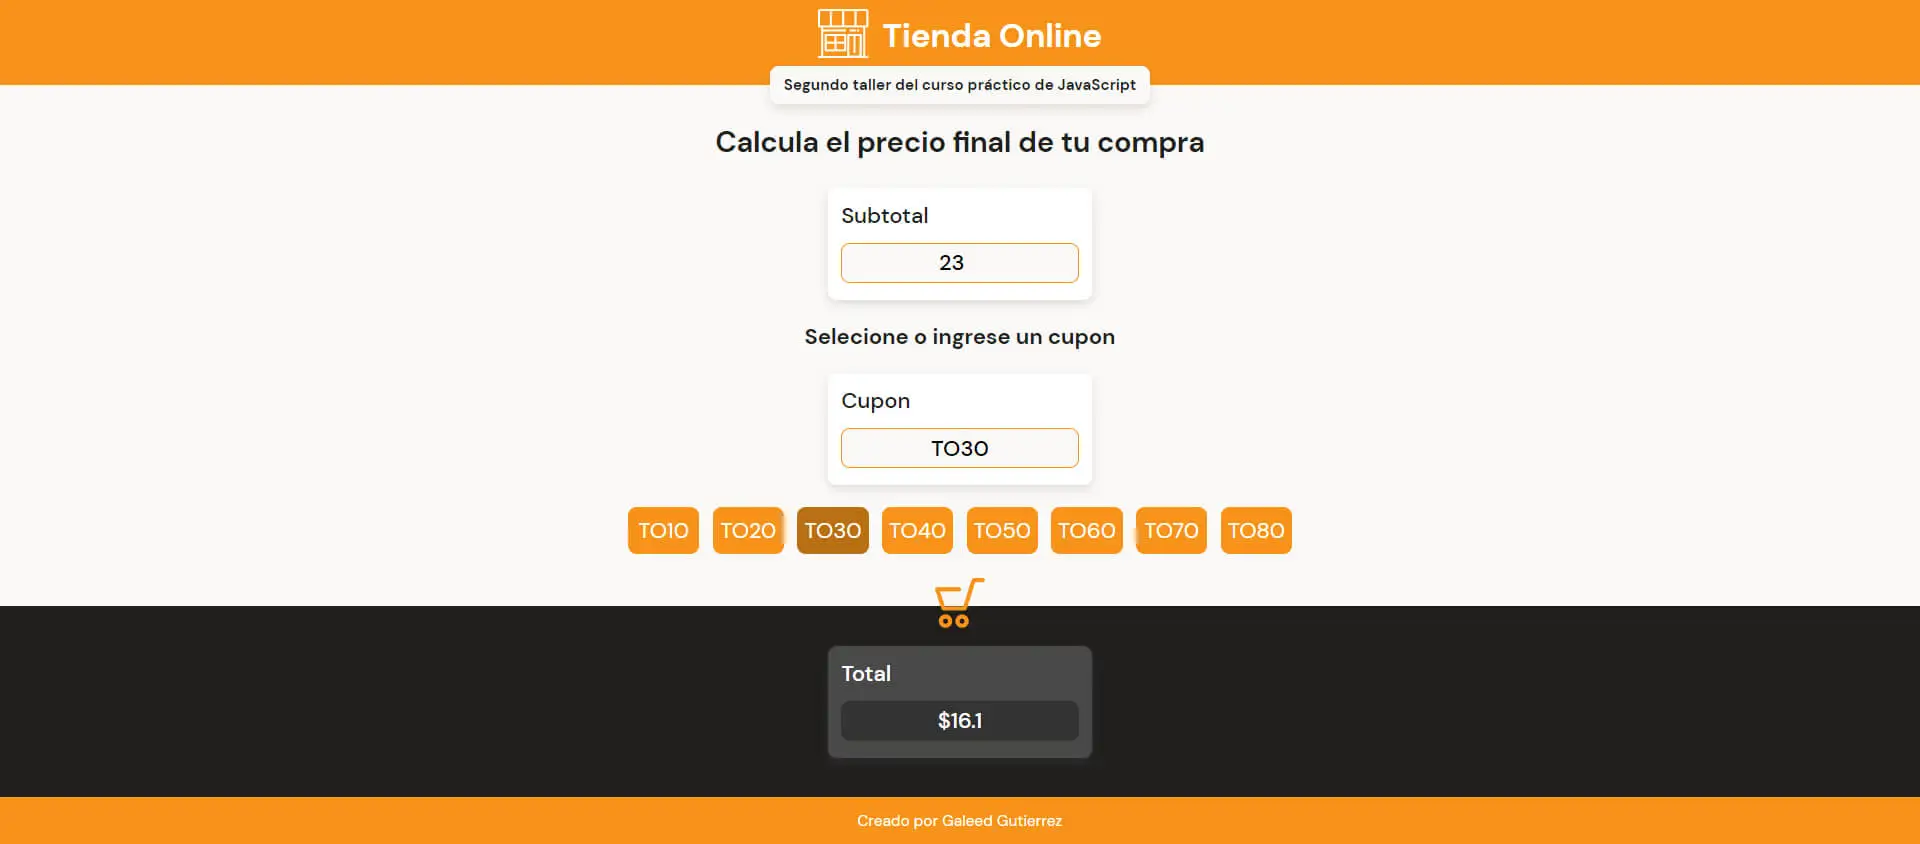 Tienda Online
Segundo taller del curso práctico de JavaScript
Calcula el precio final de tu compra
Subtotal
23
Selecione o ingrese un cupon
Cupon
TO30
TO10 TO20 TO30 TO40 TO50 TO60 TO70 TO80
Total
$16.1
Creado por Galeed Gutierrez